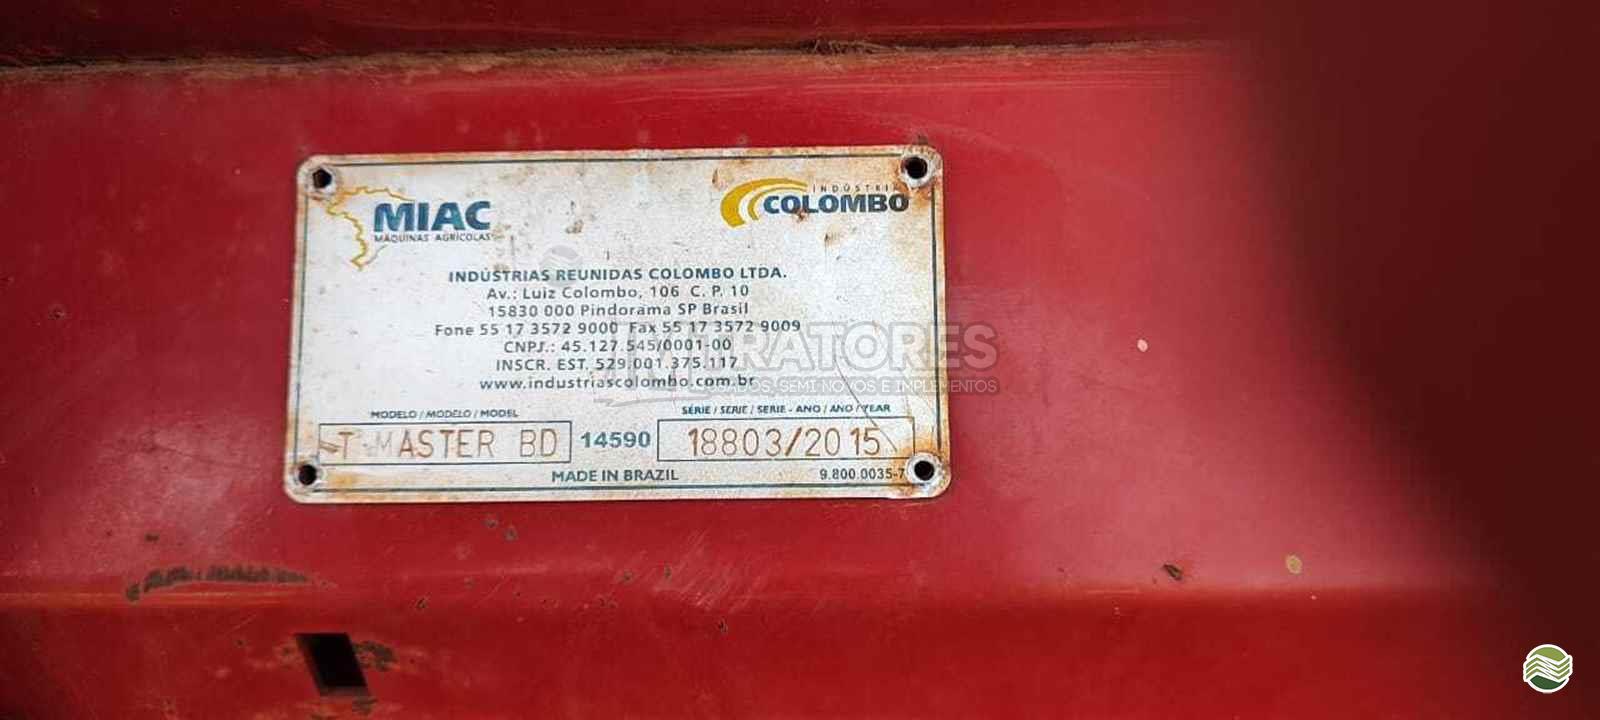 MIAC
MÁQUINAS AGRÍCOLAS
INDÚSTRIAS
COLOMBO
INDÚSTRIAS REUNIDAS COLOMBO LTDA.
Av.: Luiz Colombo, 106 C. P. 10
15830 000 Pindorama SP Brasil
Fone 55 17 3572 9000 Fax 55 17 3572 9009
CNPJ.: 45.127.545/0001-00
INSCR. EST. 529.001.375.117
www.industriascolombo.com.br
MURATORES
SEMI-NOVOS E IMPLEMENTOS
MODELO / MODELO / MODEL
SÉRIE / SERIE / SERIE - ANO / ANO / YEAR
T MASTER BD
14590
18803/2015
MADE IN BRAZIL
9.800.0035-7